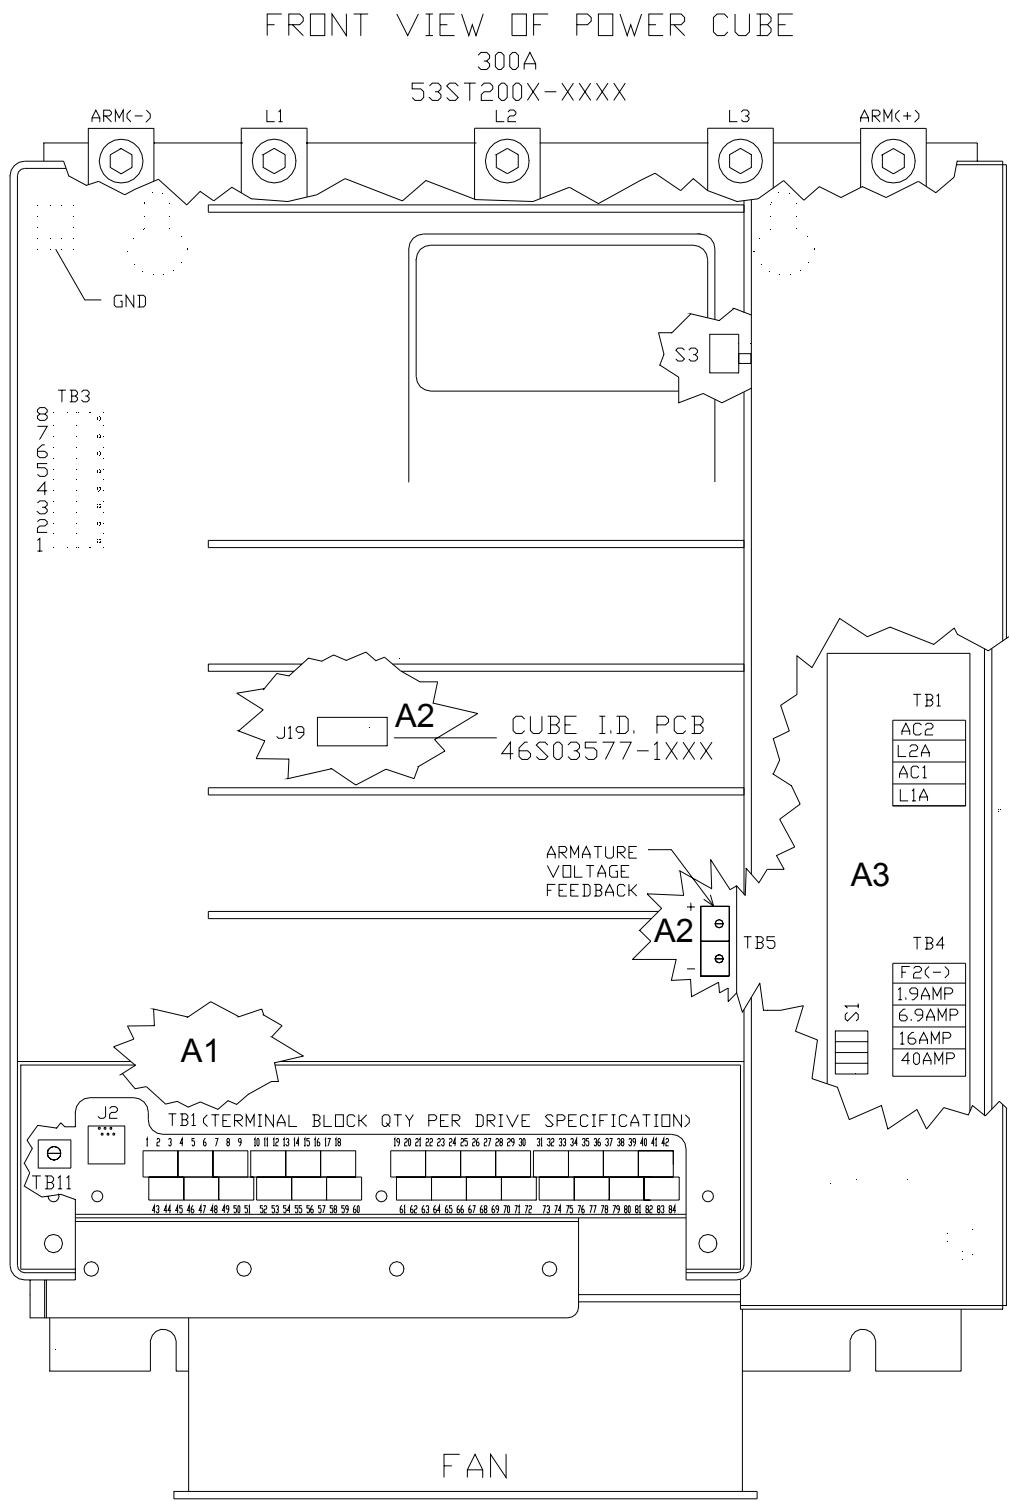 FRONT VIEW OF POWER CUBE
300A
53ST200X-XXXX
ARM(-)
L1
L2
L3
ARM(+)
GND
S3
TB3
8
7
6
5
4
3
2
1
J19
A2
CUBE I.D. PCB
46S03577-1XXX
TB1
AC2
L2A
AC1
L1A
ARMATURE
VOLTAGE
FEEDBACK
A3
+
A2
TB5
-
TB4
F2(-)
1.9AMP
6.9AMP
16AMP
40AMP
S1
A1
J2
TB1(TERMINAL BLOCK QTY PER DRIVE SPECIFICATION)
1 2 3 4 5 6 7 8 9 10 11 12 13 14 15 16 17 18 19 20 21 22 23 24 25 26 27 28 29 30 31 32 33 34 35 36 37 38 39 40 41 42
TB11
43 44 45 46 47 48 49 50 51 52 53 54 55 56 57 58 59 60 61 62 63 64 65 66 67 68 69 70 71 72 73 74 75 76 77 78 79 80 81 82 83 84
FAN